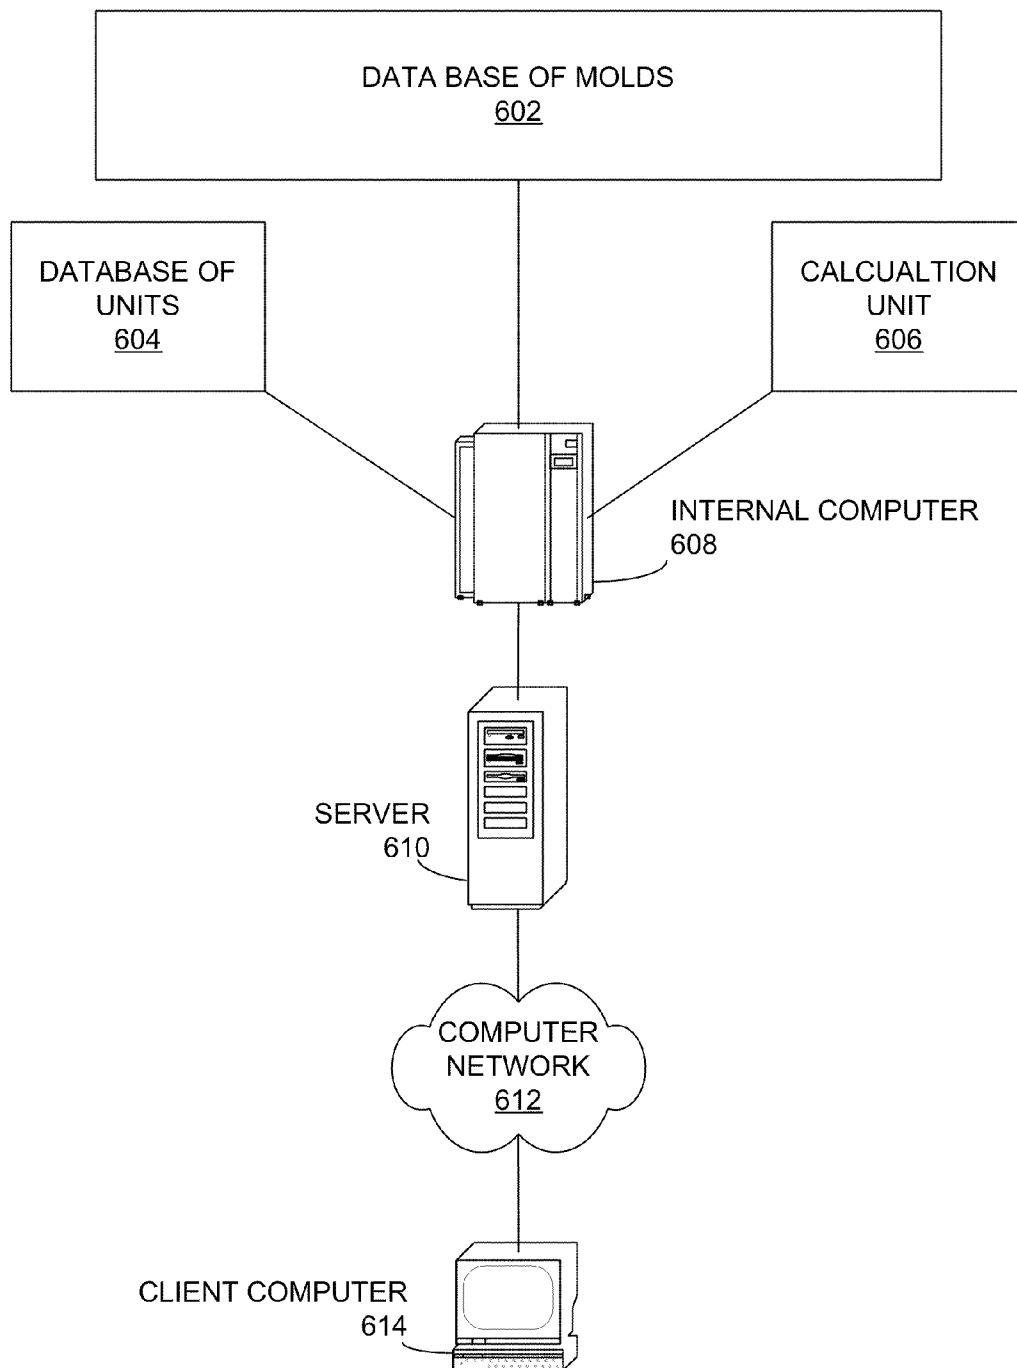 DATA BASE OF MOLDS
602
DATABASE OF
UNITS
604
CALCUALTION
UNIT
606
INTERNAL COMPUTER
608
SERVER
610
COMPUTER
NETWORK
612
CLIENT COMPUTER
614